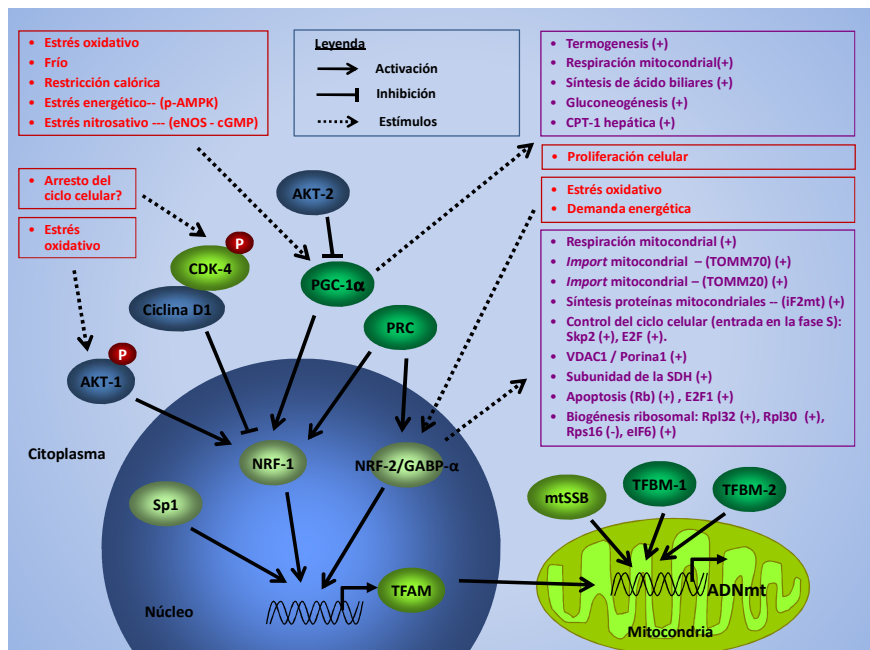 • Estrés oxidativo
• Frío
• Restricción calórica
• Estrés energético-- (p-AMPK)
• Estrés nitrosativo --- (eNOS - cGMP)
Leyenda
Activación
Inhibición
Estímulos
• Termogenesis (+)
• Respiración mitocondrial(+)
• Síntesis de ácido biliares (+)
• Gluconeogénesis (+)
• CPT-1 hepática (+)
• Proliferación celular
• Estrés oxidativo
• Demanda energética
• Respiración mitocondrial (+)
• Import mitocondrial – (TOMM70) (+)
• Import mitocondrial – (TOMM20) (+)
• Síntesis proteínas mitocondriales -- (iF2mt) (+)
• Control del ciclo celular (entrada en la fase S):
Skp2 (+), E2F (+).
• VDAC1 / Porina1 (+)
• Subunidad de la SDH (+)
• Apoptosis (Rb) (+) , E2F1 (+)
• Biogénesis ribosomal: Rpl32 (+), Rpl30 (+),
Rps16 (-), eIF6) (+)
• Arresto del
ciclo celular?
• Estrés
oxidativo
AKT-2
P
CDK-4
Ciclina D1
PGC-1α
PRC
P
AKT-1
Citoplasma
NRF-1
NRF-2/GABP-α
Sp1
TFAM
Núcleo
mtSSB
TFBM-1
TFBM-2
ADNmt
Mitocondria